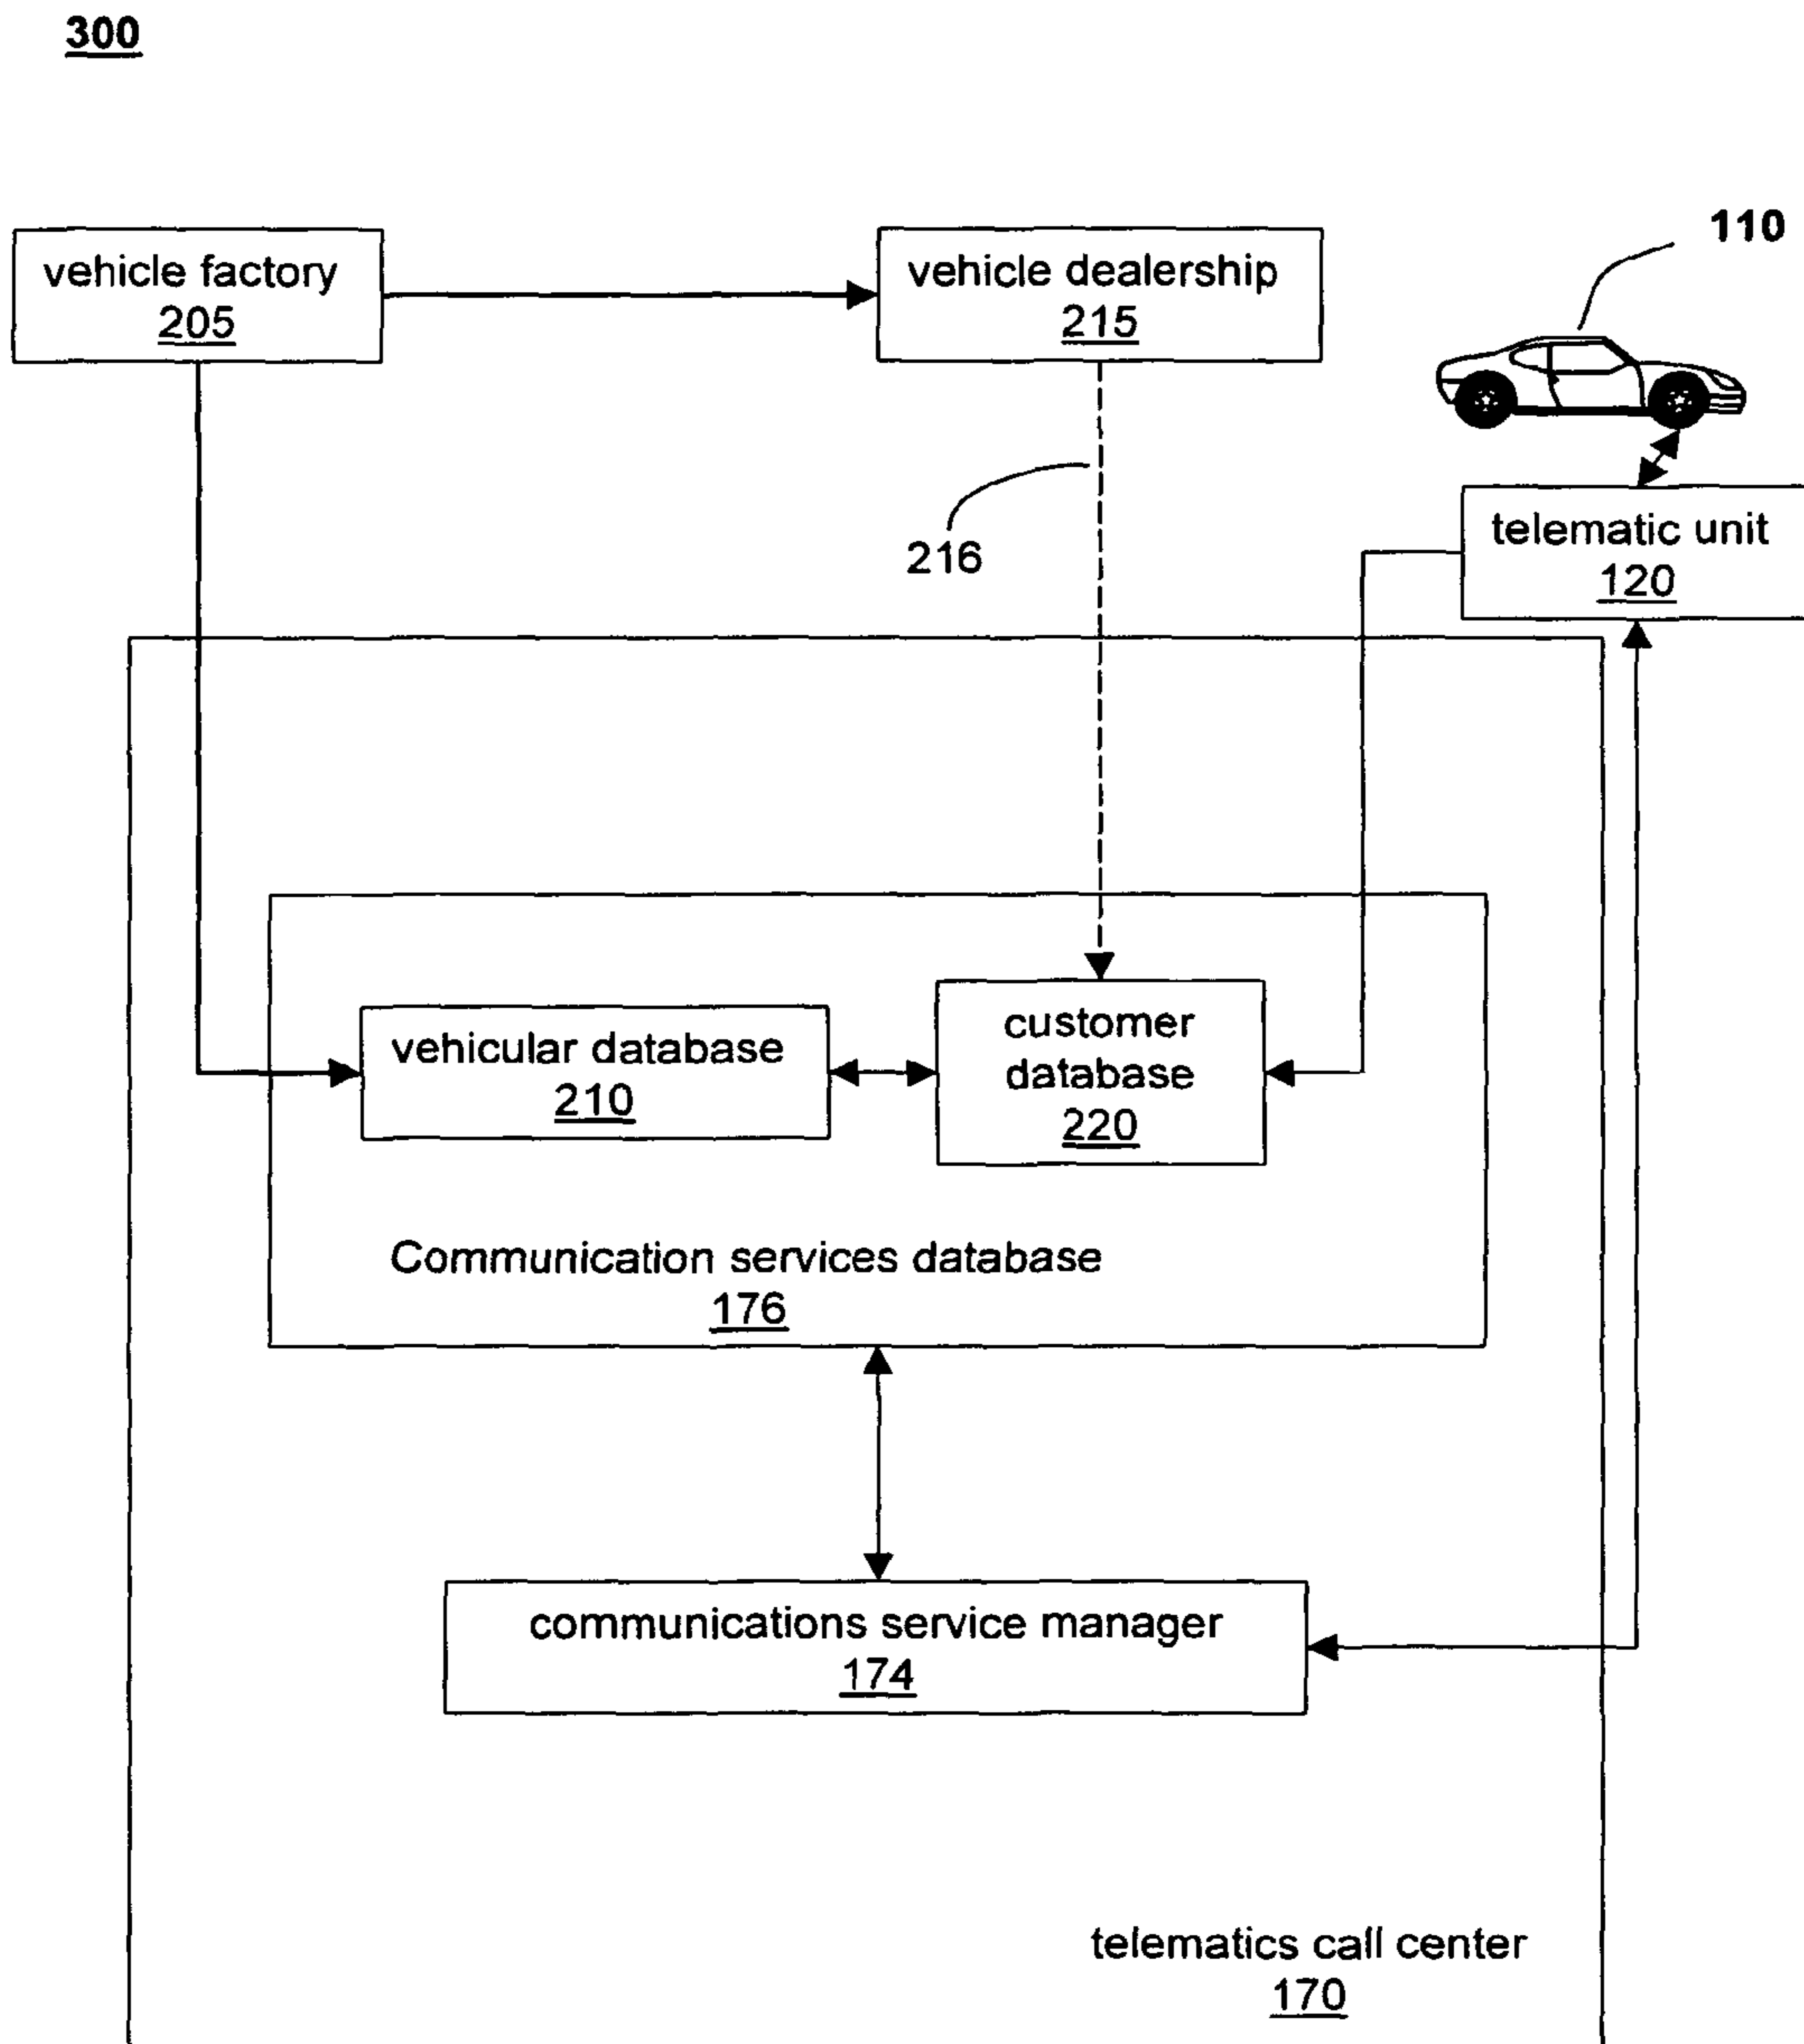 300
vehicle factory
205
vehicle dealership
215
110
216
telematic unit
120
vehicular database
210
customer
database
220
Communication services database
176
communications service manager
174
telematics call center
170